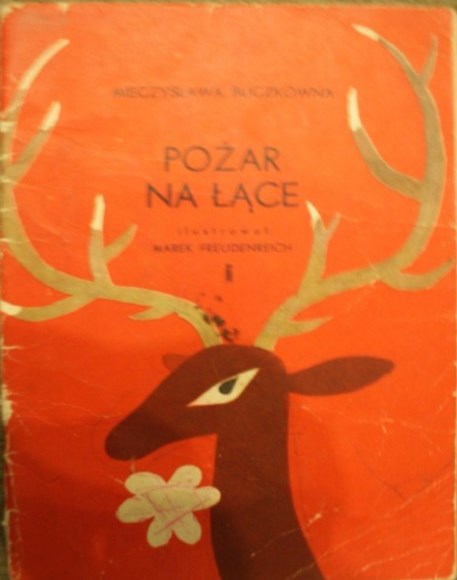 MIECZYSŁAWA BUCZKÓWNA
POŻAR
NA ŁĄCE
ilustrował
MAREK FREUDENREICH